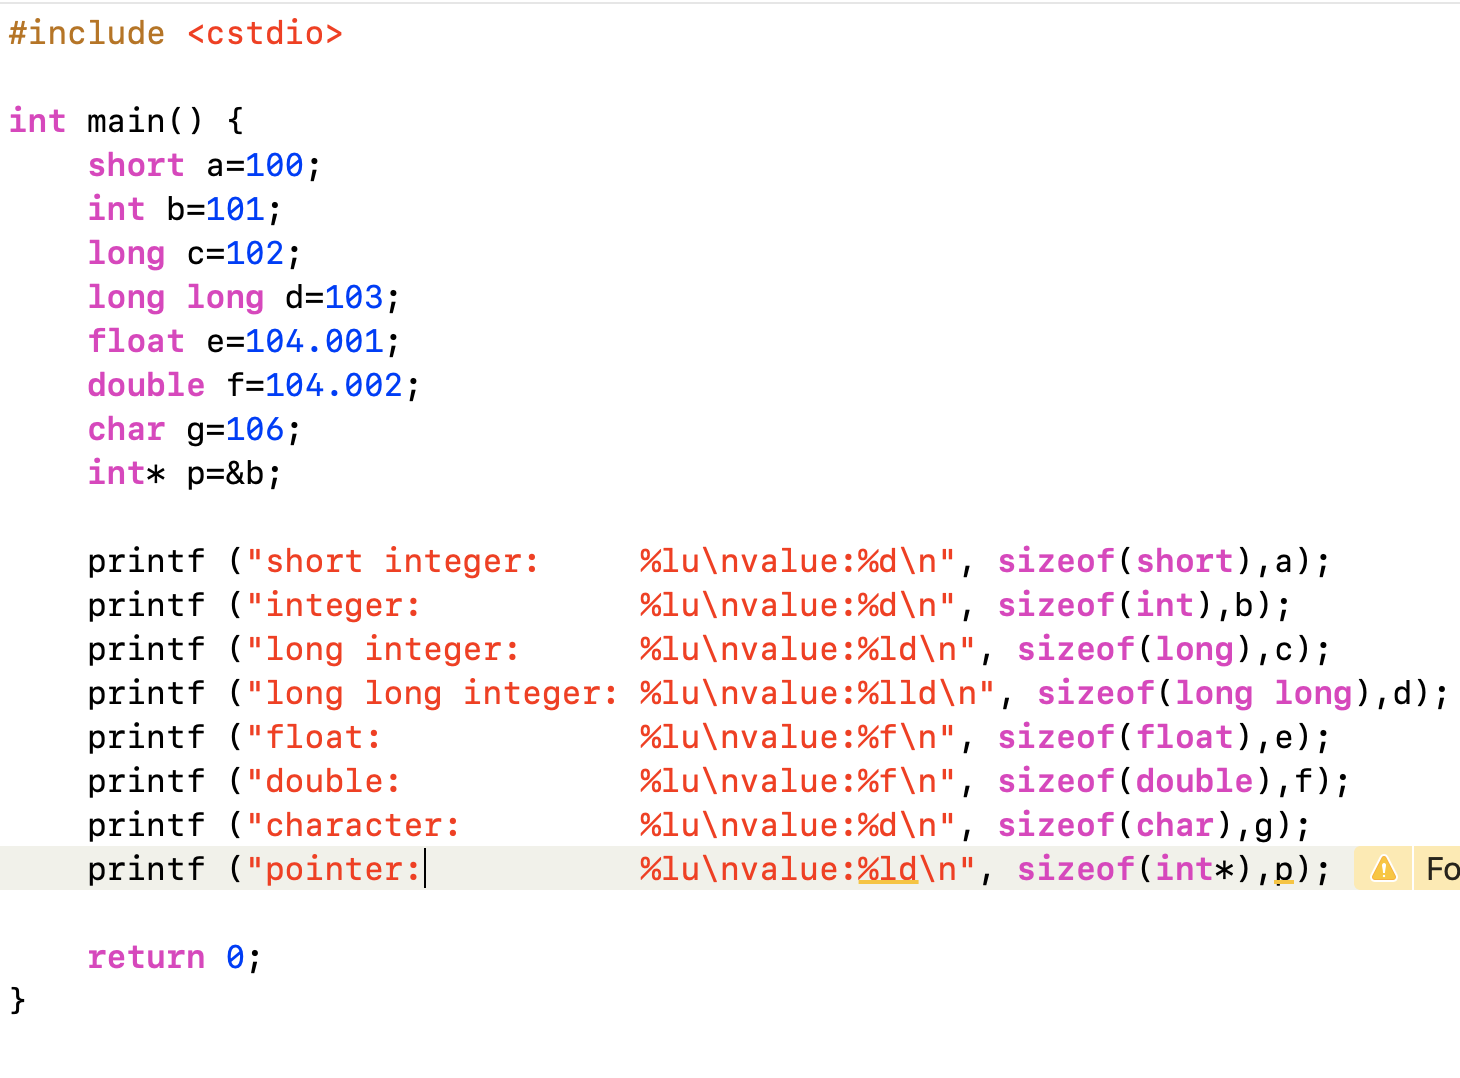 #include <cstdio>
int main() {
    short a=100;
    int b=101;
    long c=102;
    long long d=103;
    float e=104.001;
    double f=104.002;
    char g=106;
    int* p=&b;
    printf ("short integer:     %lu\nvalue:%d\n", sizeof(short),a);
    printf ("integer:           %lu\nvalue:%d\n", sizeof(int),b);
    printf ("long integer:      %lu\nvalue:%ld\n", sizeof(long),c);
    printf ("long long integer: %lu\nvalue:%lld\n", sizeof(long long),d);
    printf ("float:             %lu\nvalue:%f\n", sizeof(float),e);
    printf ("double:            %lu\nvalue:%f\n", sizeof(double),f);
    printf ("character:         %lu\nvalue:%d\n", sizeof(char),g);
    printf ("pointer:           %lu\nvalue:%ld\n", sizeof(int*),p); Fo
    return 0;
}